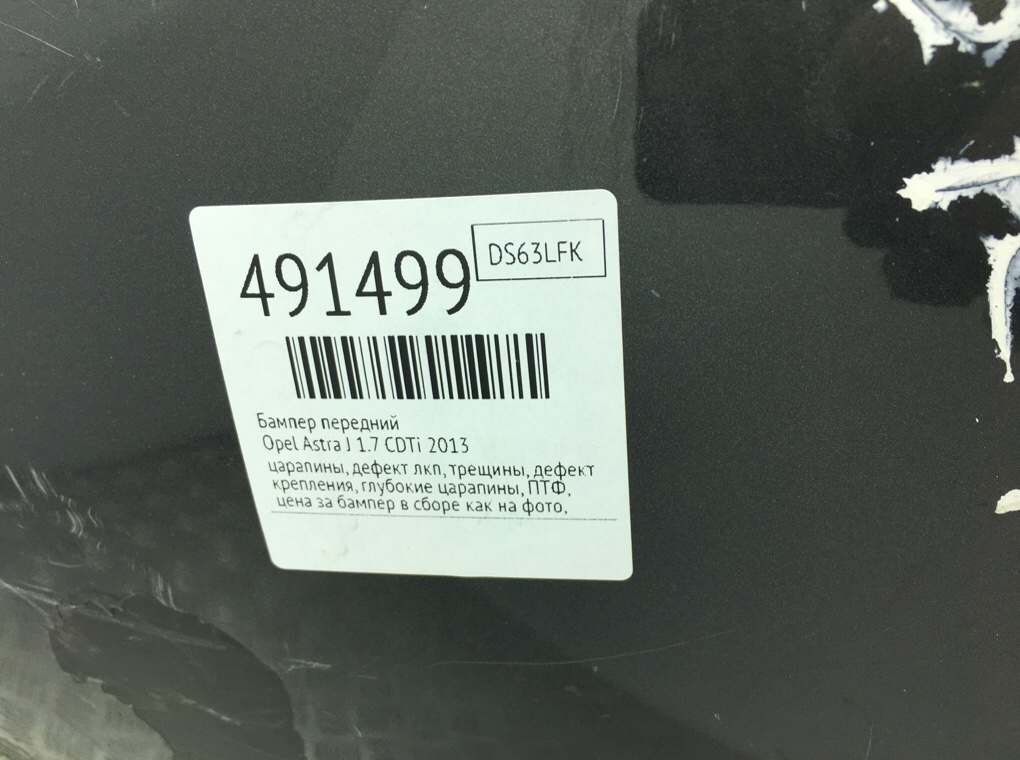 491499
DS63LFK
Бампер передний
Opel Astra J 1.7 CDTi 2013
царапины, дефект лкп, трещины, дефект
крепления, глубокие царапины, ПТФ,
цена за бампер в сборе как на фото,